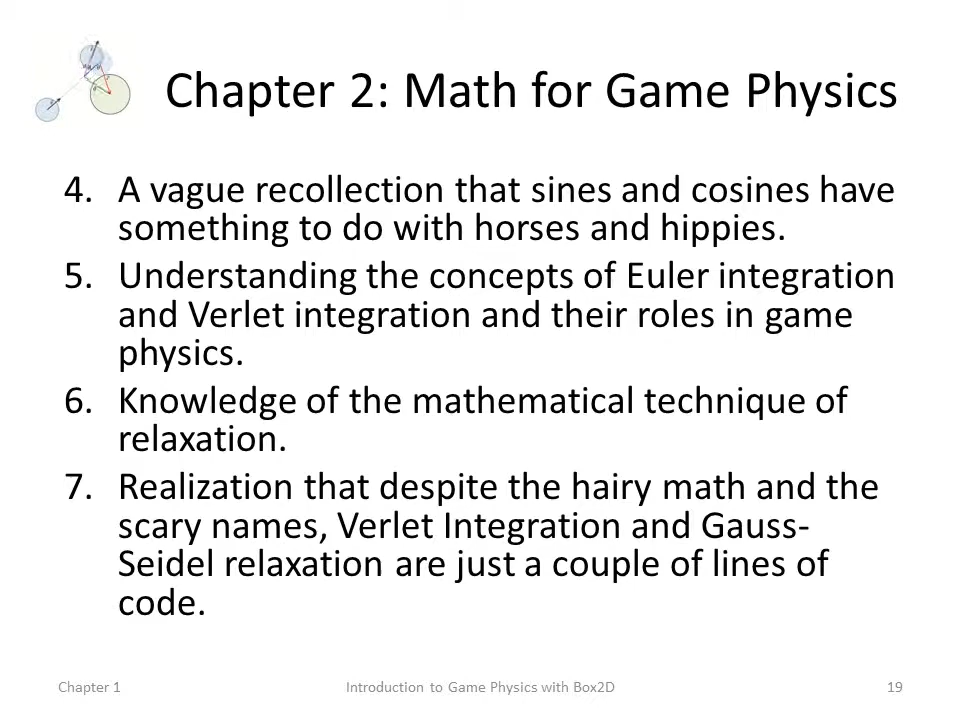 Chapter 2: Math for Game Physics
4. A vague recollection that sines and cosines have
something to do with horses and hippies.
5. Understanding the concepts of Euler integration
and Verlet integration and their roles in game
physics.
6. Knowledge of the mathematical technique of
relaxation.
7. Realization that despite the hairy math and the
scary names, Verlet Integration and Gauss-
Seidel relaxation are just a couple of lines of
code.
Chapter 1
Introduction to Game Physics with Box2D
19